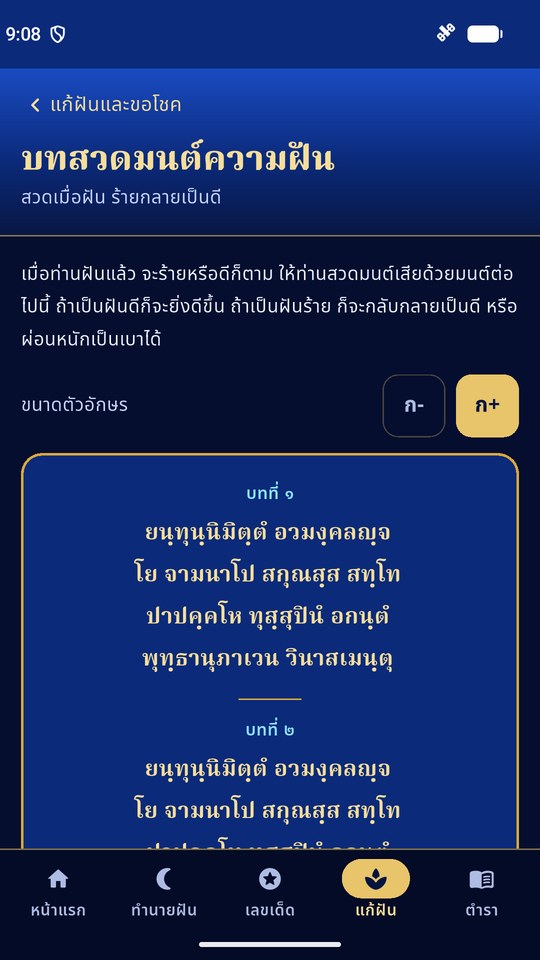 9:08
แก้ฝันและขอโชค
บทสวดมนต์ความฝัน
สวดเมื่อฝัน ร้ายกลายเป็นดี
เมื่อท่านฝันแล้ว จะร้ายหรือดีก็ตาม ให้ท่านสวดมนต์เสียด้วยมนต์ต่อ
ไปนี้ ถ้าเป็นฝันดีก็จะยิ่งดีขึ้น ถ้าเป็นฝันร้าย ก็จะกลับกลายเป็นดี หรือ
ผ่อนหนักเป็นเบาได้
ขนาดตัวอักษร
ก- ก+
บทที่ ๑
ยนฺทุนฺนิมิตฺตํ อวมงฺคลญฺจ
โย จามนาโป สกุณสฺส สทฺโท
ปาปคฺคโห ทุสฺสุปินํ อกนฺตํ
พุทฺธานุภาเวน วินาสเมนฺตุ
บทที่ ๒
ยนฺทุนฺนิมิตฺตํ อวมงฺคลญฺจ
โย จามนาโป สกุณสฺส สทฺโท
หน้าแรก ทำนายฝัน เลขเด็ด แก้ฝัน ตำรา